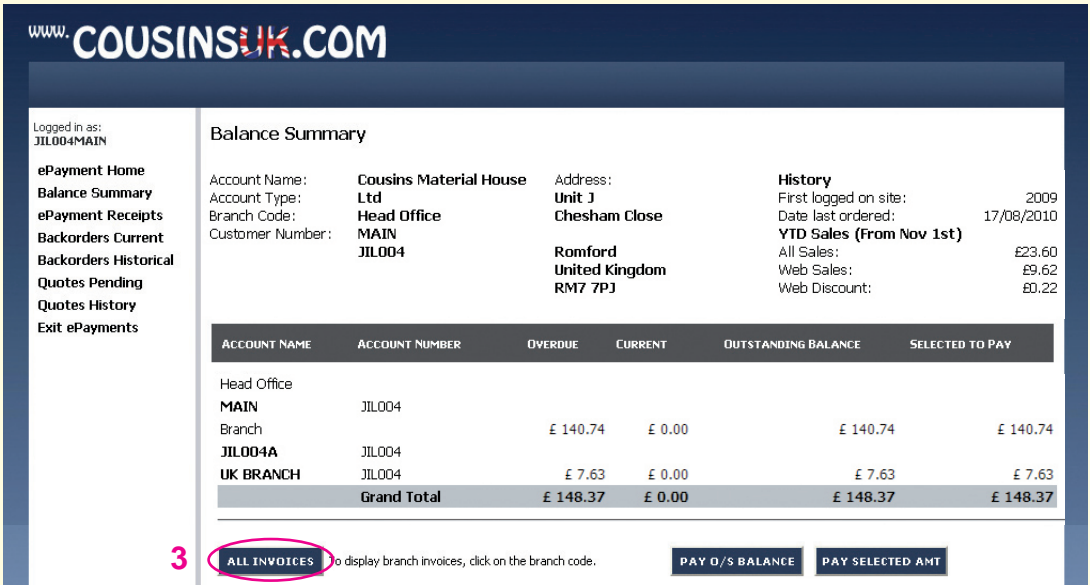 www.COUSINSUK.COM
Logged in as:
JIL004MAIN
ePayment Home
Balance Summary
ePayment Receipts
Backorders Current
Backorders Historical
Quotes Pending
Quotes History
Exit ePayments
Balance Summary
Account Name: Cousins Material House Address: History
Account Type: Ltd Unit J First logged on site: 2009
Branch Code: Head Office Chesham Close Date last ordered: 17/08/2010
Customer Number: MAIN YTD Sales (From Nov 1st)
JIL004 Romford All Sales: £23.60
United Kingdom Web Sales: £9.62
RM7 7PJ Web Discount: £0.22
ACCOUNT NAME ACCOUNT NUMBER OVERDUE CURRENT OUTSTANDING BALANCE SELECTED TO PAY
Head Office
MAIN JIL004
Branch £ 140.74 £ 0.00 £ 140.74 £ 140.74
JIL004A JIL004
UK BRANCH JIL004 £ 7.63 £ 0.00 £ 7.63 £ 7.63
Grand Total £ 148.37 £ 0.00 £ 148.37 £ 148.37
3 ALL INVOICES To display branch invoices, click on the branch code. PAY O/S BALANCE PAY SELECTED AMT